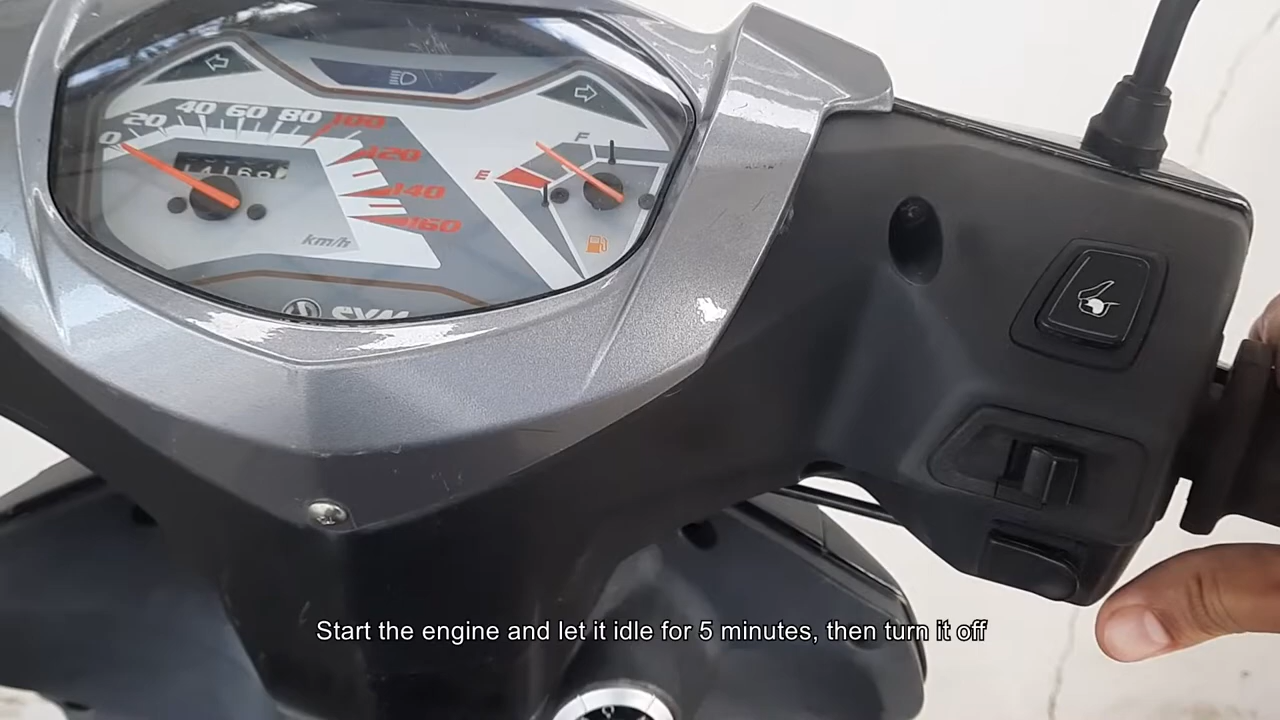 0 20 40 60 80 100
120
140
160
km/h
F
E
SYM
Start the engine and let it idle for 5 minutes, then turn it off